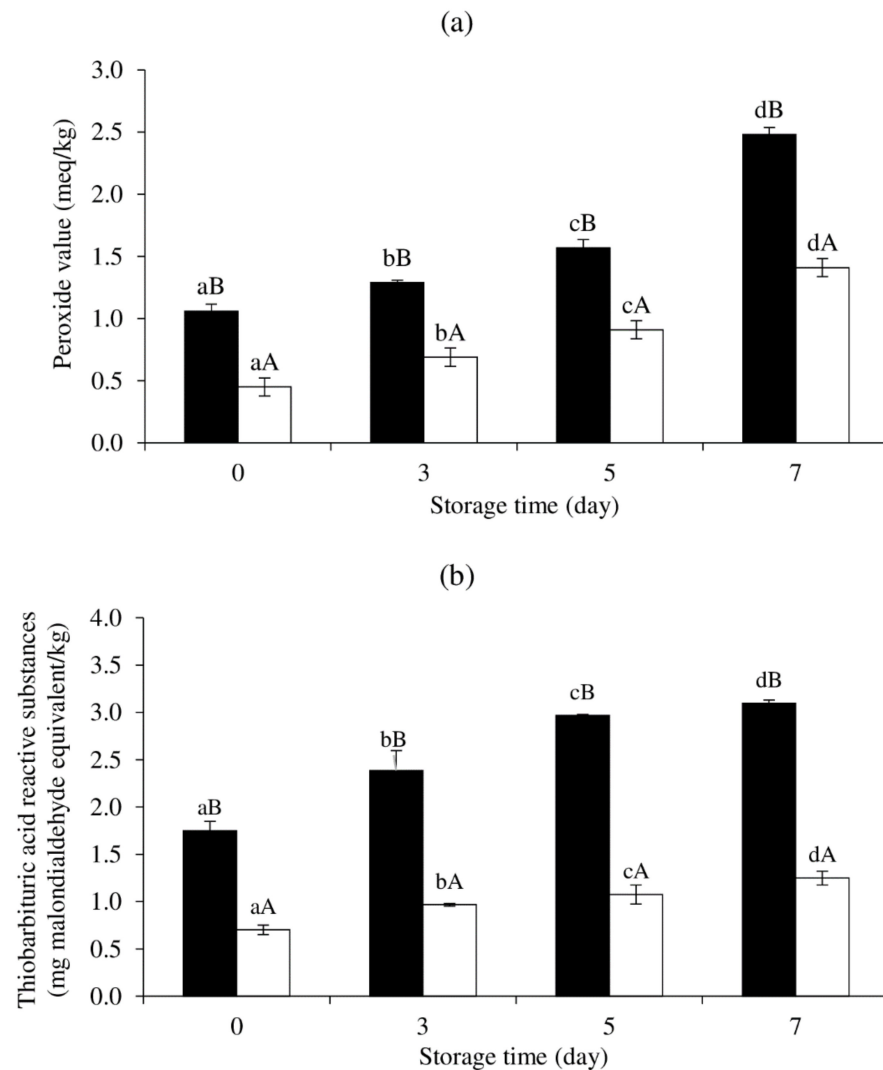 (a)
Peroxide value (meq/kg)
3.0
2.5
2.0
1.5
1.0
0.5
0.0
aB
aA
bB
bA
cB
cA
dB
dA
0
3
5
7
Storage time (day)
(b)
Thiobarbituric acid reactive substances
(mg malondialdehyde equivalent/kg)
4.0
3.5
3.0
2.5
2.0
1.5
1.0
0.5
0.0
aB
aA
bB
bA
cB
cA
dB
dA
0
3
5
7
Storage time (day)